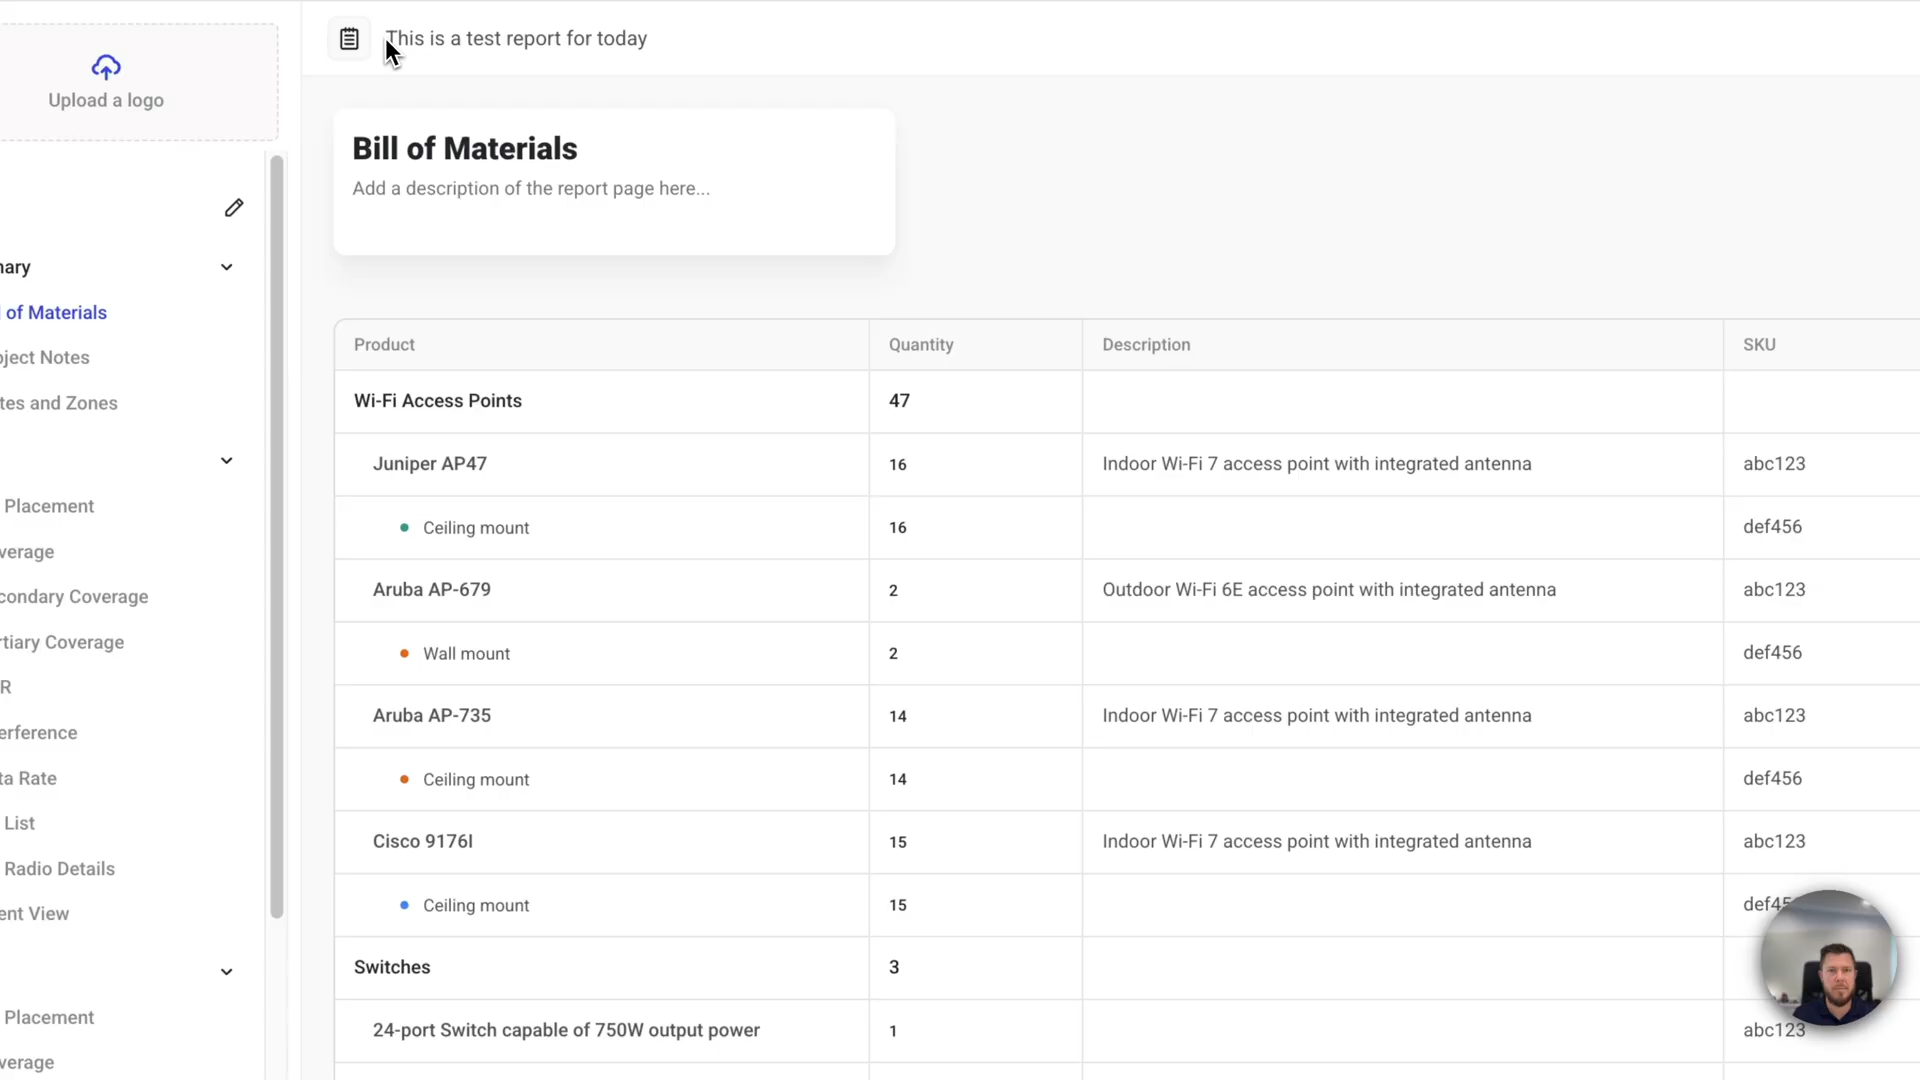 This is a test report for today
Upload a logo
Bill of Materials
Add a description of the report page here...
nary
l of Materials
oject Notes
tes and Zones
Placement
verage
condary Coverage
rtiary Coverage
R
erference
ta Rate
List
Radio Details
ent View
Placement
verage
Product Quantity Description SKU
Wi-Fi Access Points 47
Juniper AP47 16 Indoor Wi-Fi 7 access point with integrated antenna abc123
Ceiling mount 16 def456
Aruba AP-679 2 Outdoor Wi-Fi 6E access point with integrated antenna abc123
Wall mount 2 def456
Aruba AP-735 14 Indoor Wi-Fi 7 access point with integrated antenna abc123
Ceiling mount 14 def456
Cisco 9176I 15 Indoor Wi-Fi 7 access point with integrated antenna abc123
Ceiling mount 15 def45
Switches 3
24-port Switch capable of 750W output power 1 abc123